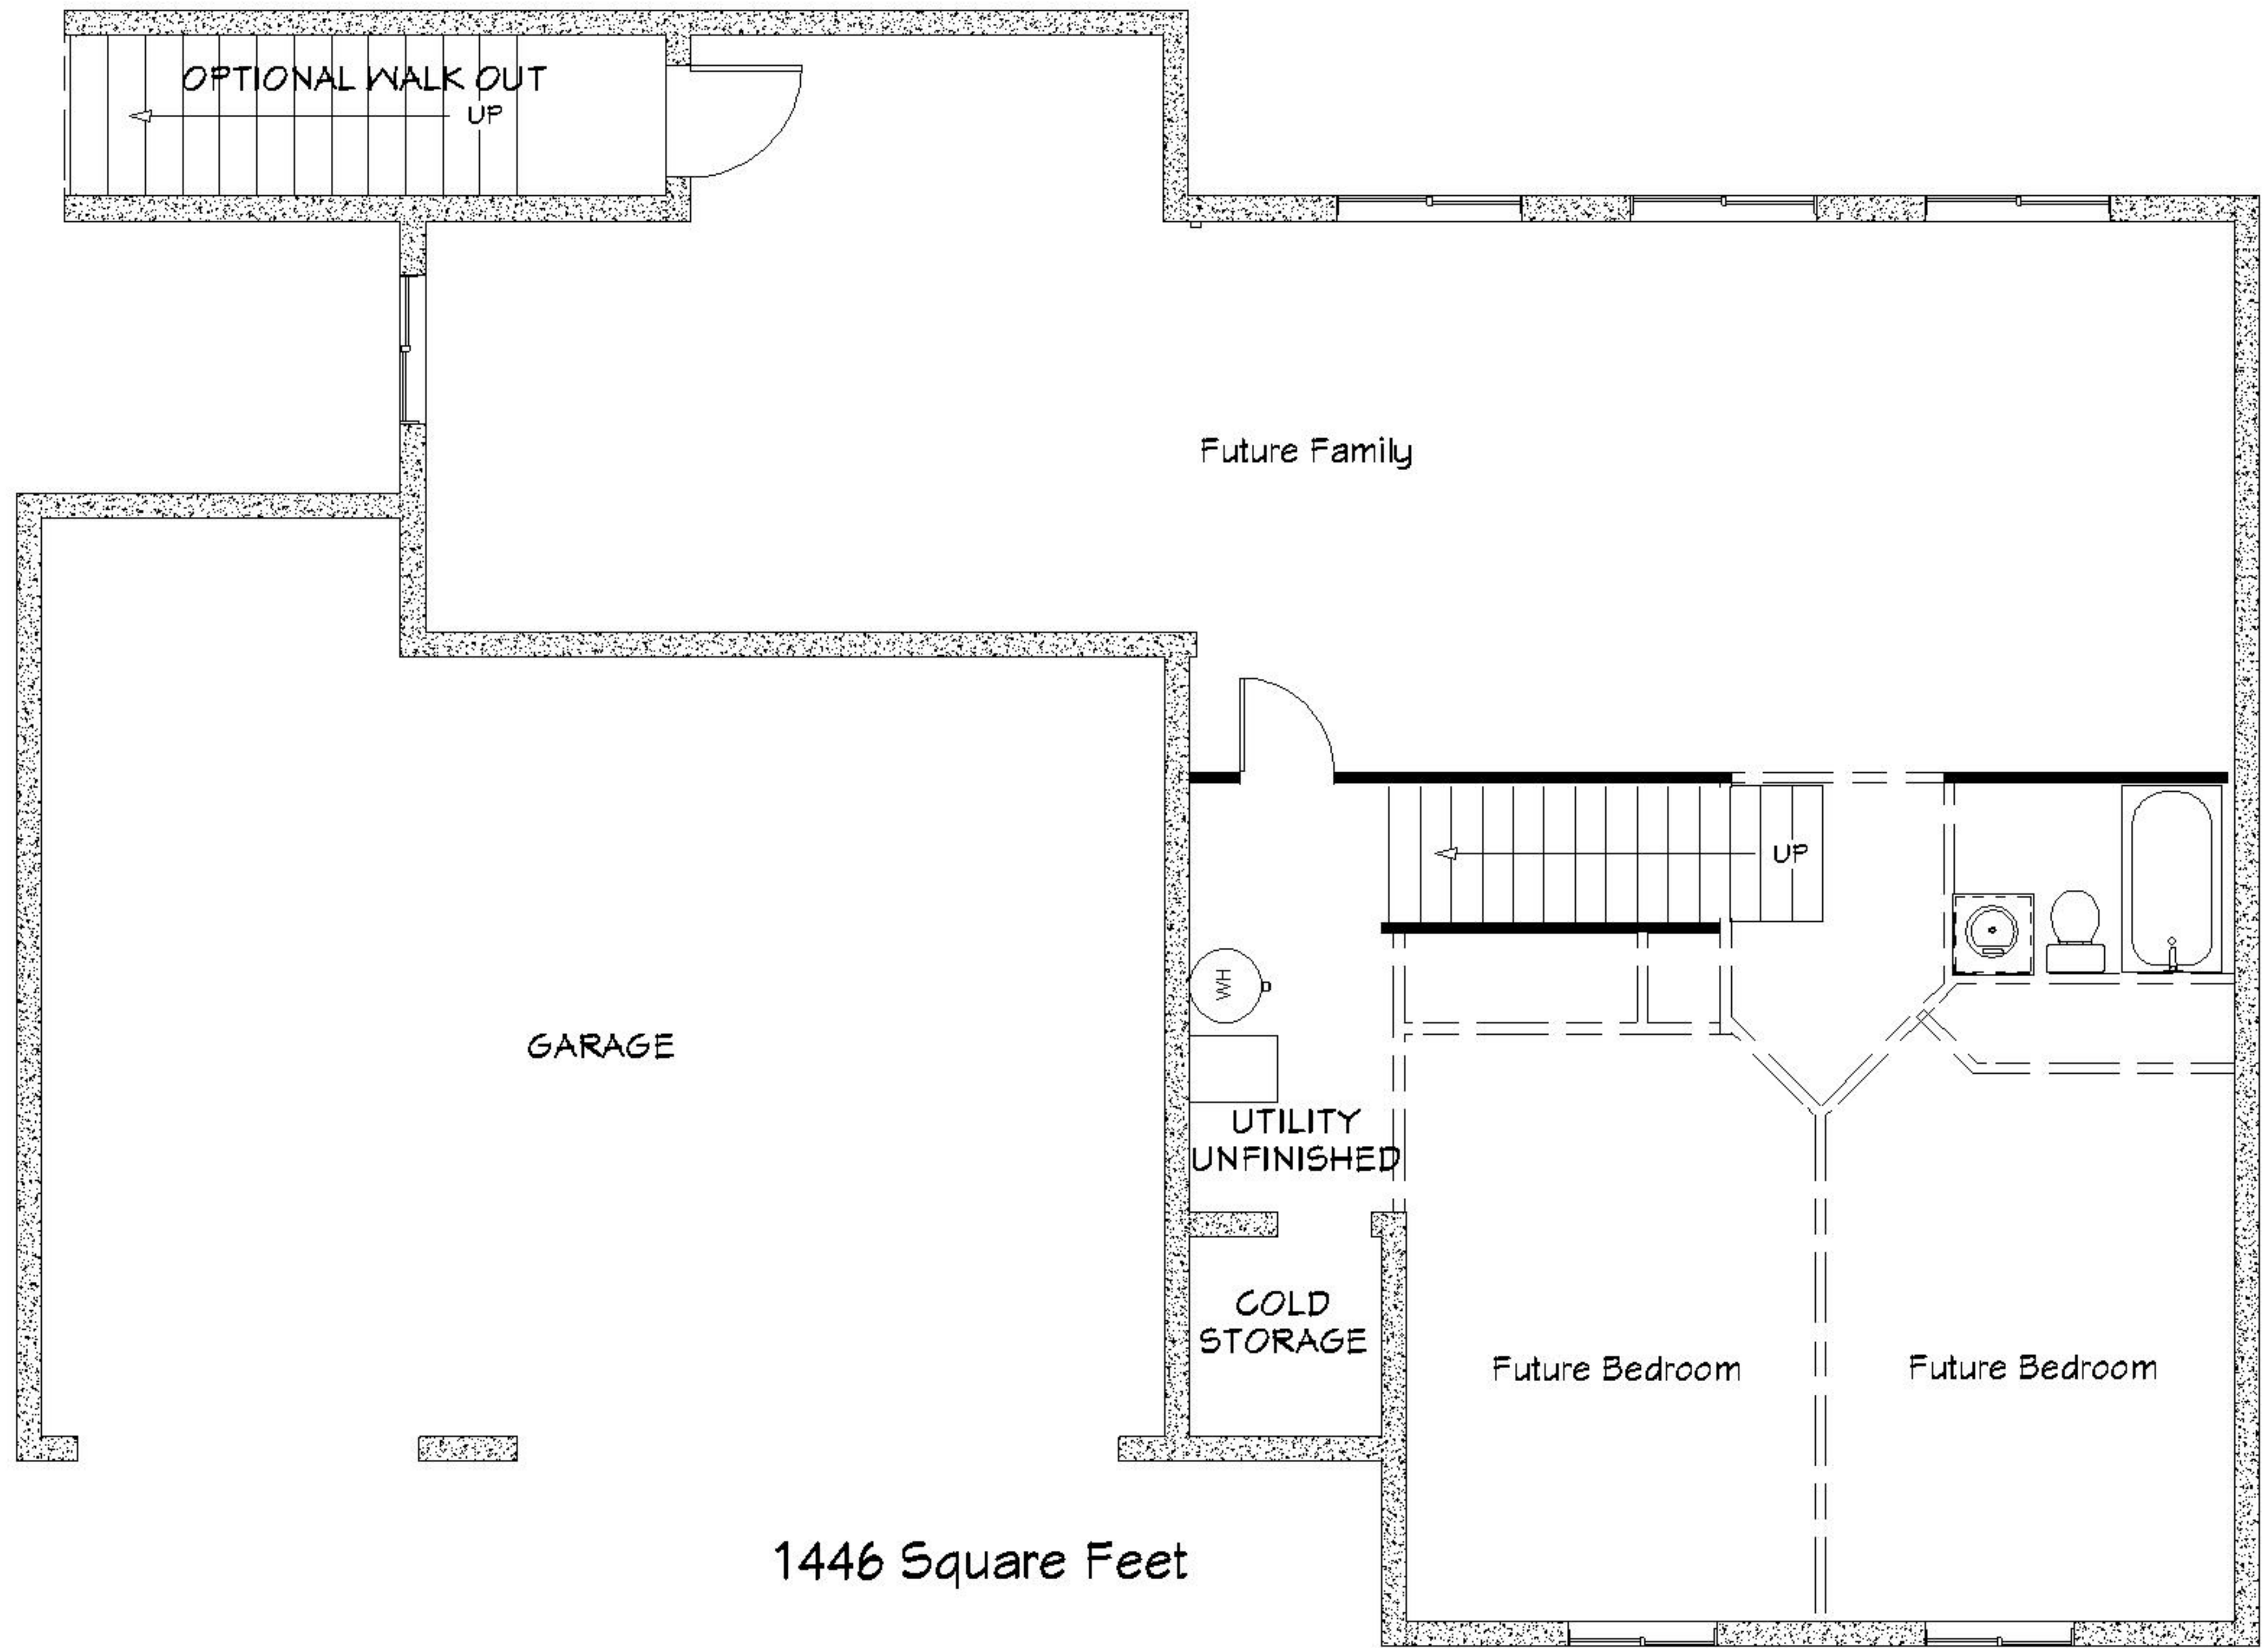 OPTIONAL WALK OUT
UP
Future Family
UP
WH
GARAGE
UTILITY
UNFINISHED
COLD
STORAGE
Future Bedroom
Future Bedroom
1446 Square Feet